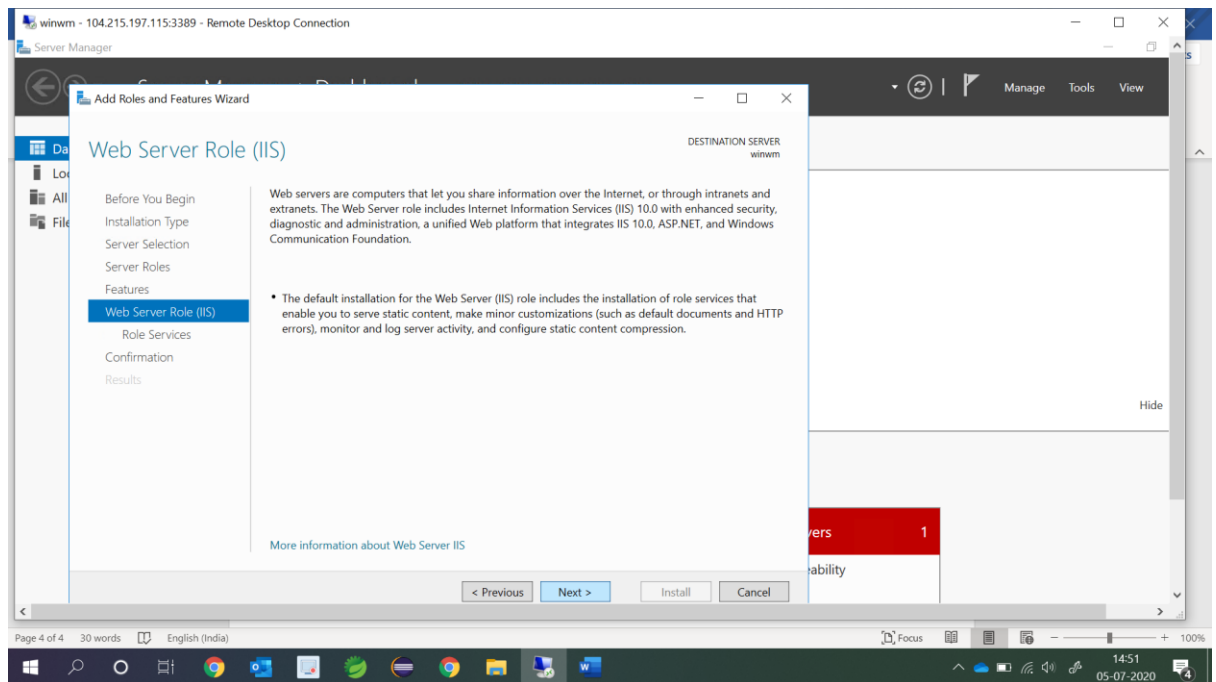 winwm - 104.215.197.115:3389 - Remote Desktop Connection
Server Manager
Manage Tools View
Add Roles and Features Wizard
Web Server Role (IIS)
DESTINATION SERVER
winwm
Da
Loc
All
File
Before You Begin
Installation Type
Server Selection
Server Roles
Features
Web Server Role (IIS)
Role Services
Confirmation
Results
Web servers are computers that let you share information over the Internet, or through intranets and
extranets. The Web Server role includes Internet Information Services (IIS) 10.0 with enhanced security,
diagnostic and administration, a unified Web platform that integrates IIS 10.0, ASP.NET, and Windows
Communication Foundation.
• The default installation for the Web Server (IIS) role includes the installation of role services that
enable you to serve static content, make minor customizations (such as default documents and HTTP
errors), monitor and log server activity, and configure static content compression.
More information about Web Server IIS
Hide
vers 1
eability
< Previous Next > Install Cancel
Page 4 of 4 30 words English (India) Focus 100%
14:51
05-07-2020
4